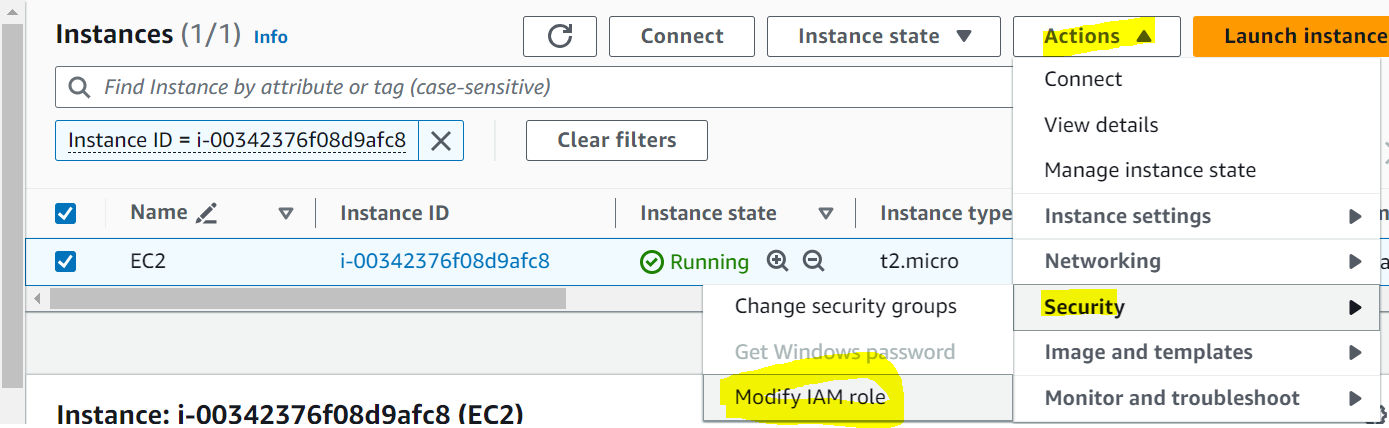 Instances (1/1) Info
Connect
Instance state
Actions
Launch instance
Find Instance by attribute or tag (case-sensitive)
Instance ID = i-00342376f08d9afc8
Clear filters
Connect
View details
Manage instance state
Instance settings
Networking
Security
Image and templates
Monitor and troubleshoot
Name
Instance ID
Instance state
Instance type
EC2
i-00342376f08d9afc8
Running
t2.micro
Change security groups
Get Windows password
Modify IAM role
Instance: i-00342376f08d9afc8 (EC2)